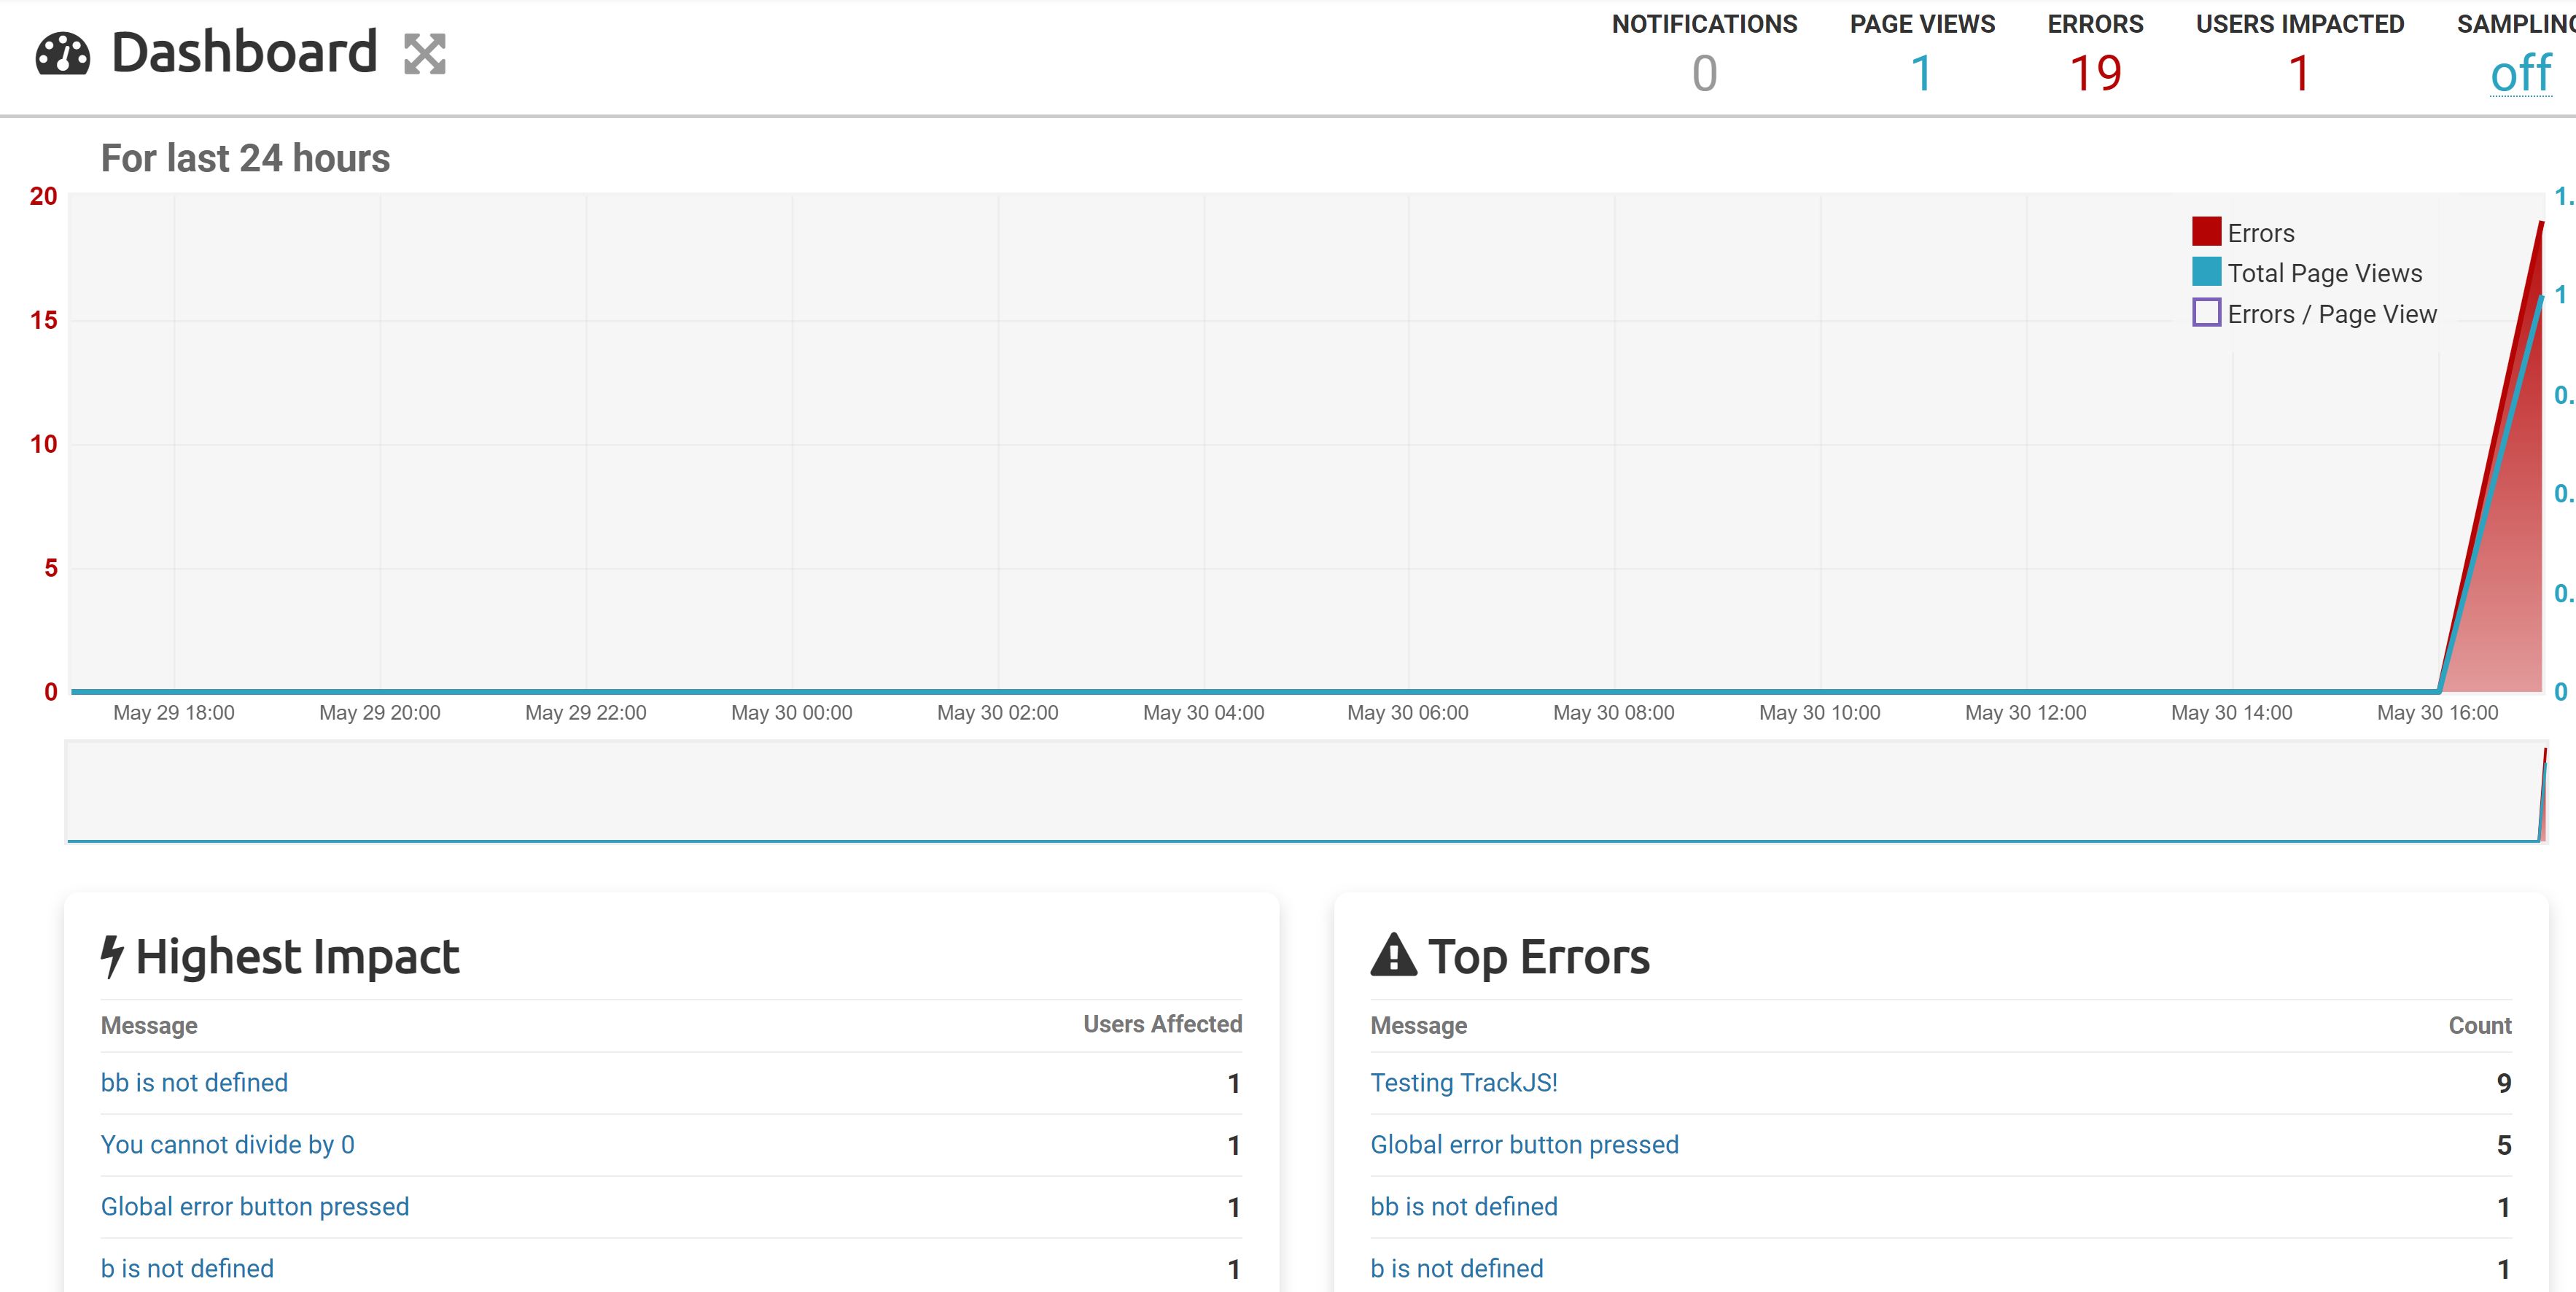 Dashboard
NOTIFICATIONS PAGE VIEWS ERRORS USERS IMPACTED SAMPLING
0 1 19 1 off
For last 24 hours
20 1.
15 1
10 0.
5 0.
0 0.
0
Errors
Total Page Views
Errors / Page View
May 29 18:00 May 29 20:00 May 29 22:00 May 30 00:00 May 30 02:00 May 30 04:00 May 30 06:00 May 30 08:00 May 30 10:00 May 30 12:00 May 30 14:00 May 30 16:00
Highest Impact
Message Users Affected
bb is not defined 1
You cannot divide by 0 1
Global error button pressed 1
b is not defined 1
Top Errors
Message Count
Testing TrackJS! 9
Global error button pressed 5
bb is not defined 1
b is not defined 1